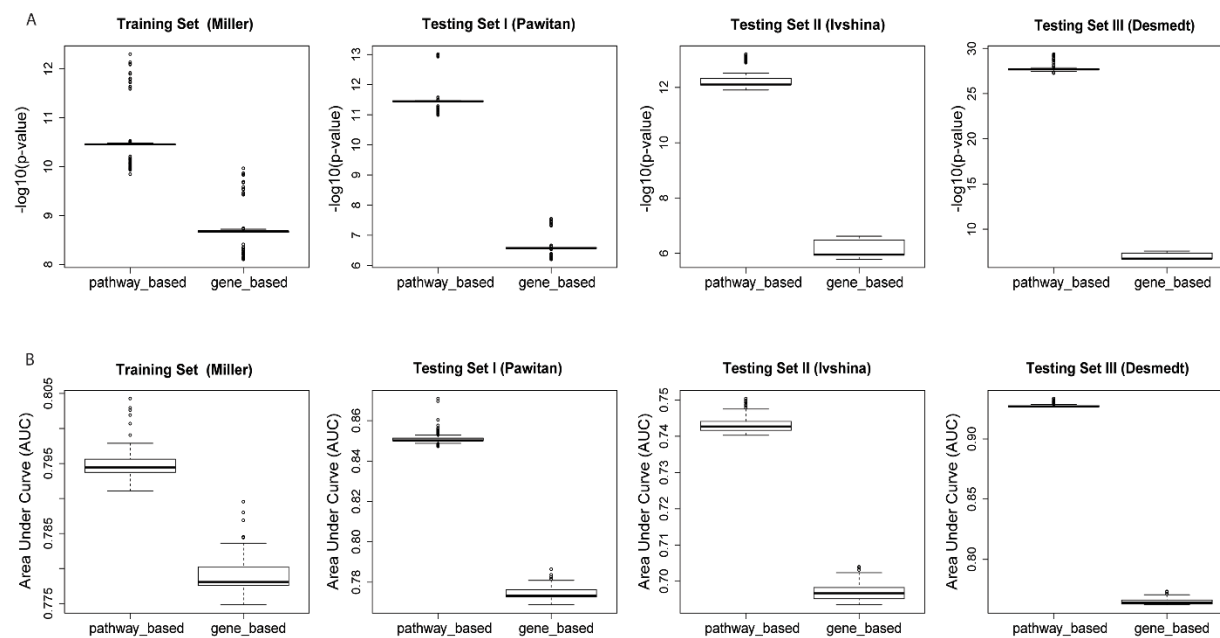 A
Training Set (Miller)
Testing Set I (Pawitan)
Testing Set II (Ivshina)
Testing Set III (Desmedt)
-log10(p-value)
12
11
10
9
8
pathway_based gene_based
-log10(p-value)
13
12
11
10
9
8
7
6
pathway_based gene_based
-log10(p-value)
12
10
8
6
pathway_based gene_based
-log10(p-value)
30
25
20
15
10
pathway_based gene_based
B
Training Set (Miller)
Testing Set I (Pawitan)
Testing Set II (Ivshina)
Testing Set III (Desmedt)
Area Under Curve (AUC)
0.805
0.795
0.785
0.775
pathway_based gene_based
Area Under Curve (AUC)
0.86
0.84
0.82
0.80
0.78
pathway_based gene_based
Area Under Curve (AUC)
0.75
0.74
0.73
0.72
0.71
0.70
pathway_based gene_based
Area Under Curve (AUC)
0.90
0.85
0.80
pathway_based gene_based